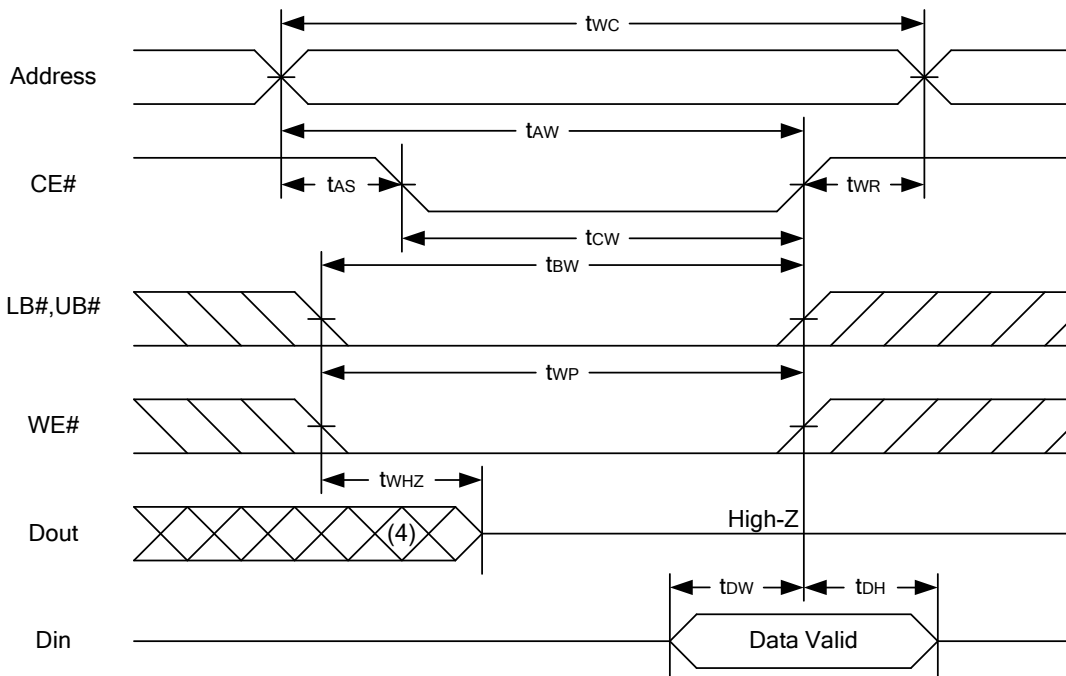 tWC
Address
tAW
CE#
tAS
tWR
tCW
tBW
LB#,UB#
tWP
WE#
tWHZ
Dout
(4)
High-Z
tDW
tDH
Din
Data Valid